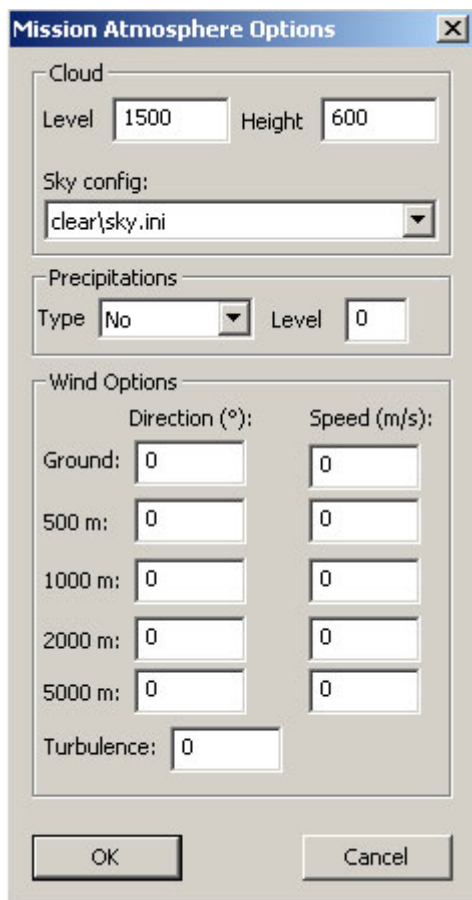 Mission Atmosphere Options
Cloud
Level 1500 Height 600
Sky config:
clear\sky.ini
Precipitations
Type No Level 0
Wind Options
Direction (°): Speed (m/s):
Ground: 0 0
500 m: 0 0
1000 m: 0 0
2000 m: 0 0
5000 m: 0 0
Turbulence: 0
OK Cancel